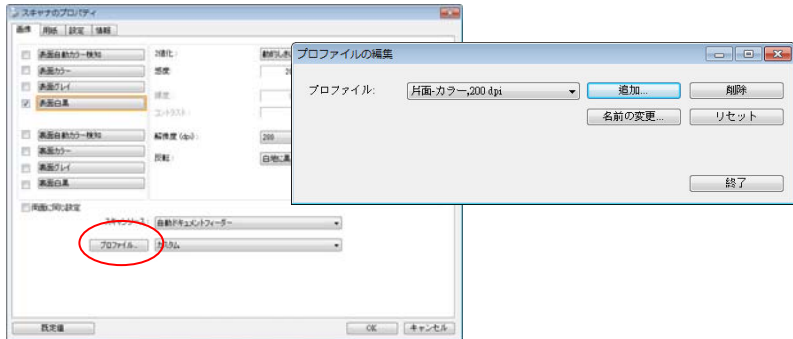 スキャナのプロパティ
画像 用紙 設定 情報
表面自動カラー検知
表面カラー
表面グレイ
表面白黒
裏面自動カラー検知
裏面カラー
裏面グレイ
裏面白黒
2値化:
感度:
コントラスト:
解像度 (dpi): 200
反転:
両面に同じ設定
スキャンソース: 自動ドキュメントフィーダー
プロファイル... カスタム
既定値 OK キャンセル
プロファイルの編集
プロファイル: 片面-カラー,200 dpi 追加... 削除
名前の変更... リセット
終了